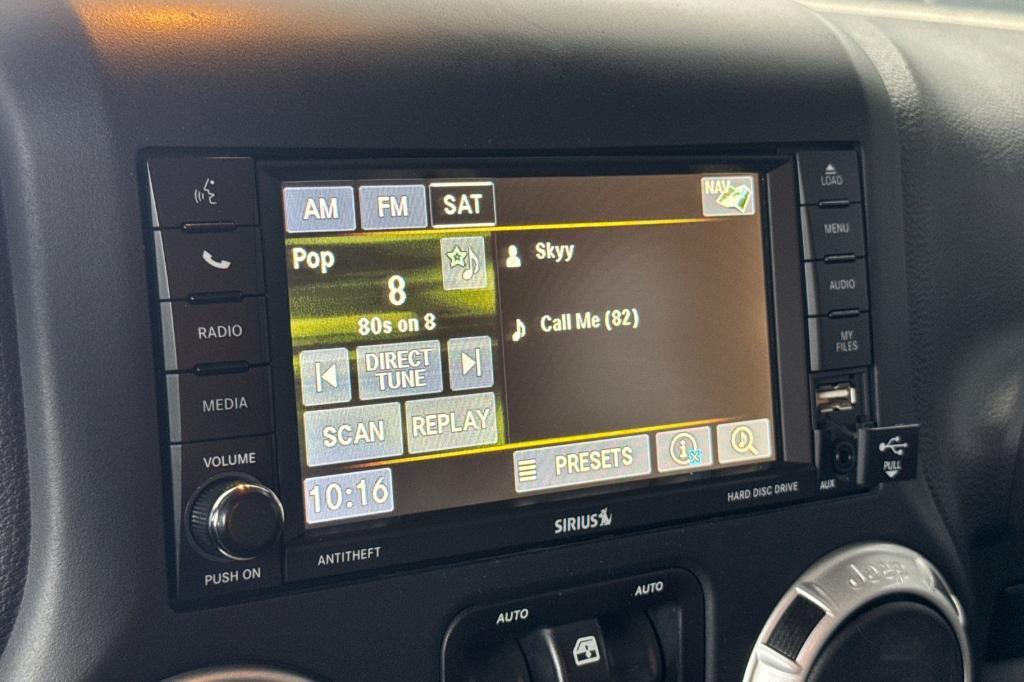 AM FM SAT
NAV
Pop
8
80s on 8
Skyy
Call Me (82)
DIRECT
TUNE
SCAN
REPLAY
PRESETS
10:16
RADIO
MEDIA
VOLUME
PUSH ON
LOAD
MENU
AUDIO
MY
FILES
PULL
AUX
ANTITHEFT
SIRIUS
HARD DISC DRIVE
AUTO
AUTO
Jeep